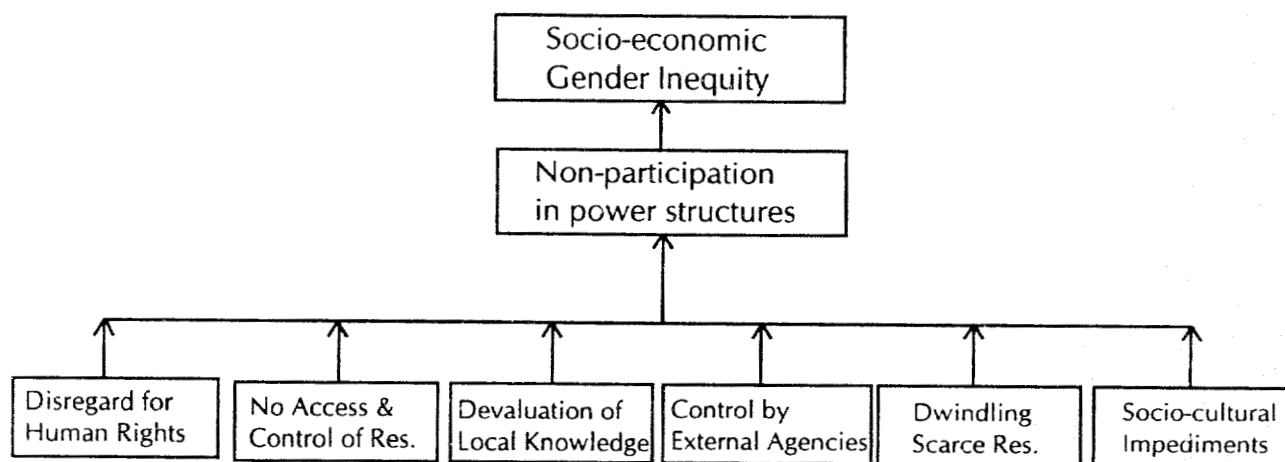 Socio-economic
Gender Inequity
Non-participation
in power structures
Disregard for
Human Rights
No Access &
Control of Res.
Devaluation of
Local Knowledge
Control by
External Agencies
Dwindling
Scarce Res.
Socio-cultural
Impediments